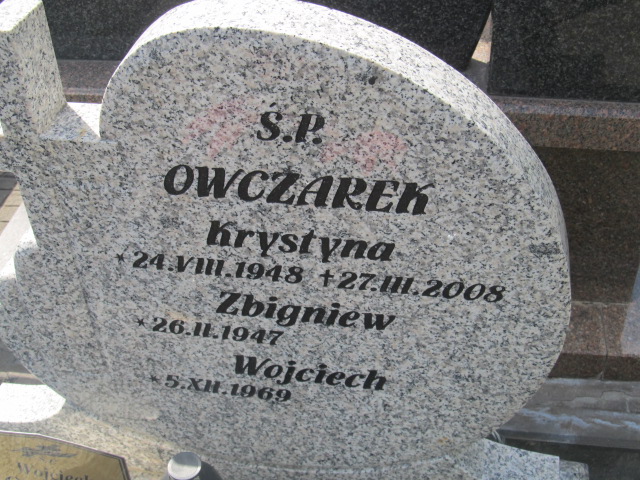 Ś.P.
OWCZAREK
Krystyna
*24.VIII.1948 †27.III.2008
Zbigniew
*26.II.1947
Wojciech
*5.XII.1969